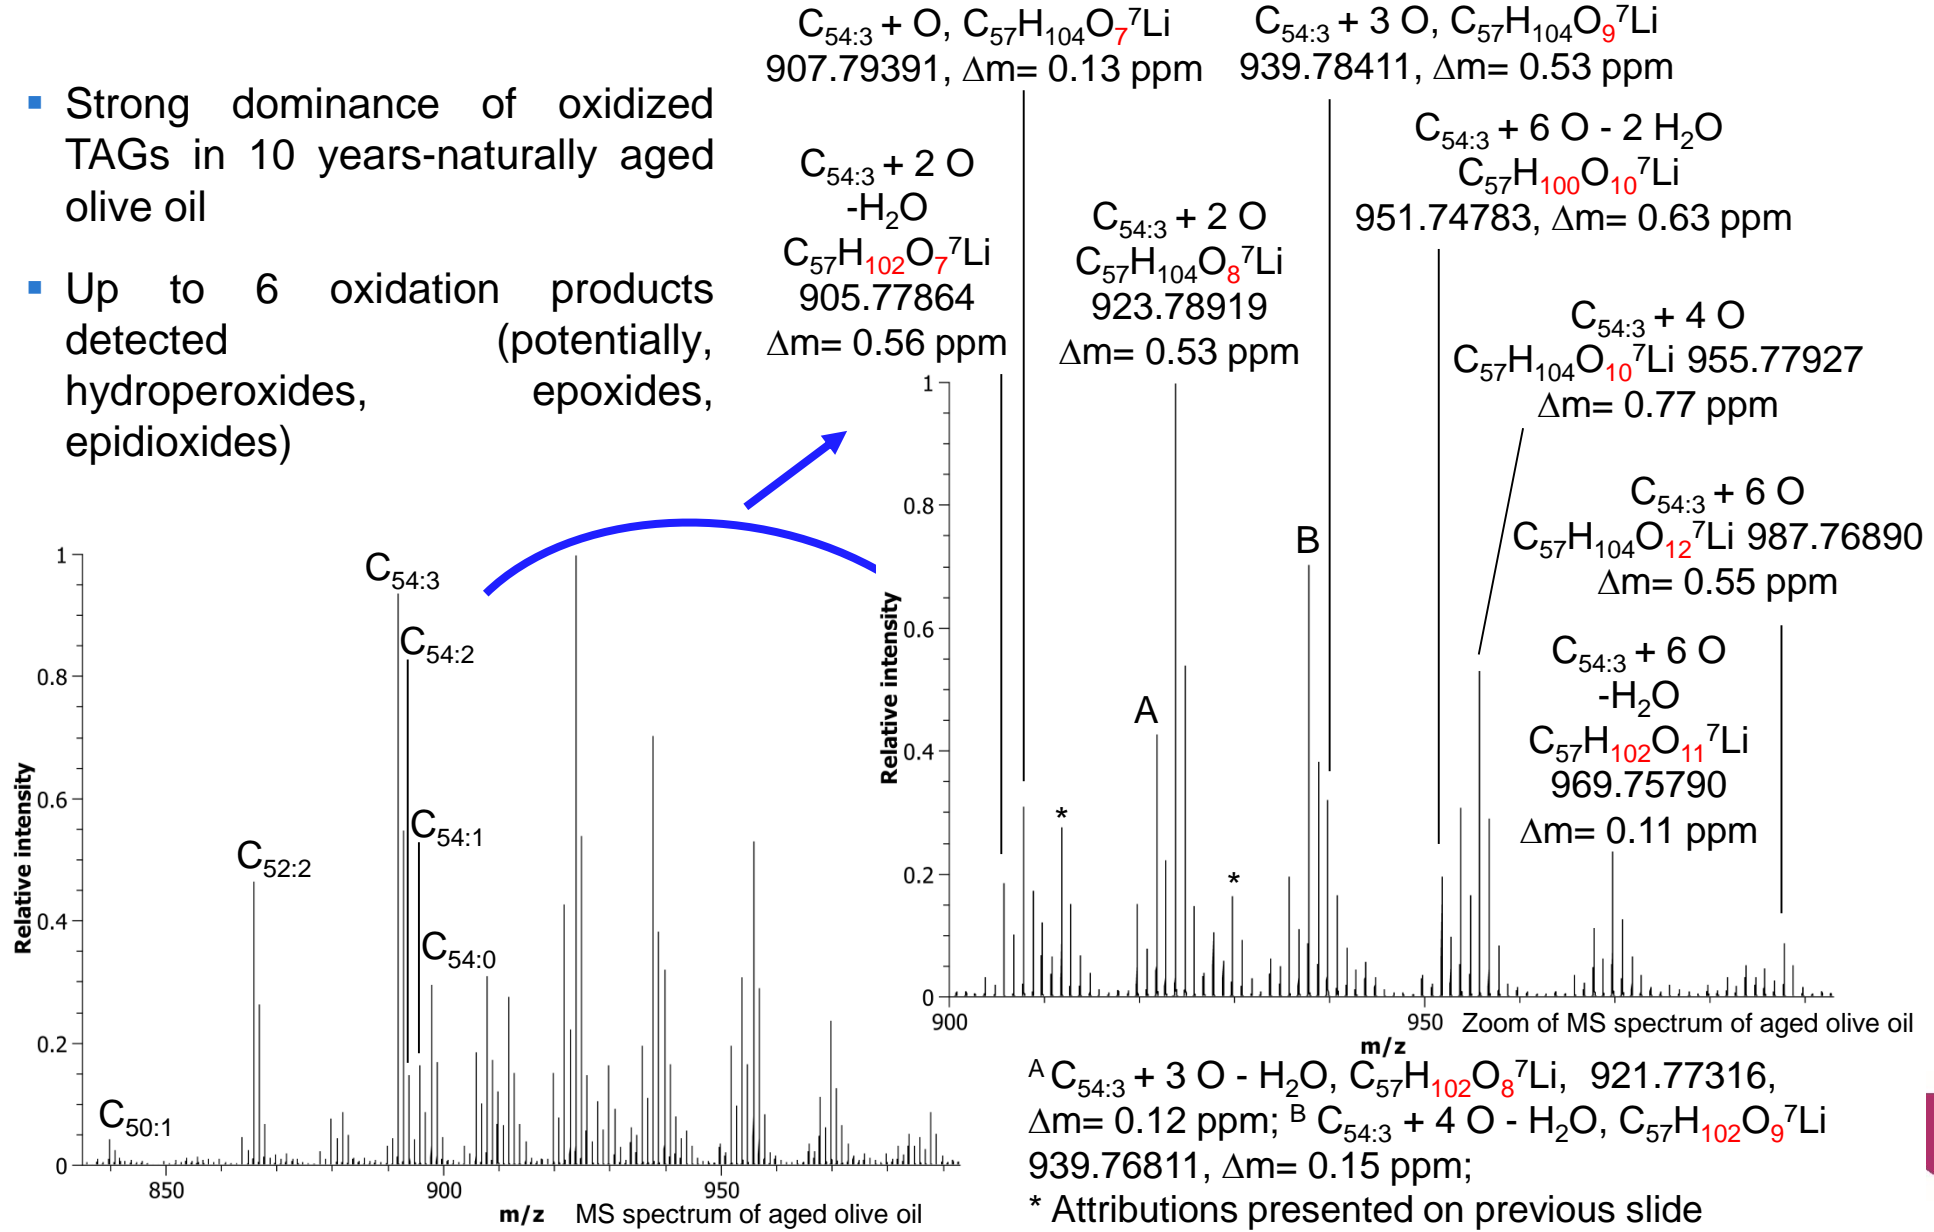 ▪ Strong dominance of oxidized
TAGs in 10 years-naturally aged
olive oil
▪ Up to 6 oxidation products
detected (potentially,
hydroperoxides, epoxides,
epidioxides)
C54:3 + O, C57H104O7⁷Li
907.79391, Δm= 0.13 ppm
C54:3 + 3 O, C57H104O9⁷Li
939.78411, Δm= 0.53 ppm
C54:3 + 2 O
-H2O
C57H102O7⁷Li
905.77864
Δm= 0.56 ppm
C54:3 + 2 O
C57H104O8⁷Li
923.78919
Δm= 0.53 ppm
C54:3 + 6 O - 2 H2O
C57H100O10⁷Li
951.74783, Δm= 0.63 ppm
C54:3 + 4 O
C57H104O10⁷Li 955.77927
Δm= 0.77 ppm
C54:3 + 6 O
C57H104O12⁷Li 987.76890
Δm= 0.55 ppm
C54:3 + 6 O
-H2O
C57H102O11⁷Li
969.75790
Δm= 0.11 ppm
1
0.8
0.6
0.4
0.2
0
Relative intensity
C50:1
C52:2
C54:3
C54:2
C54:1
C54:0
850
900
950
m/z MS spectrum of aged olive oil
1
0.8
0.6
0.4
0.2
0
Relative intensity
A
B
*
*
900
950
Zoom of MS spectrum of aged olive oil
m/z
ᴬ C54:3 + 3 O - H2O, C57H102O8⁷Li, 921.77316,
Δm= 0.12 ppm; ᴮ C54:3 + 4 O - H2O, C57H102O9⁷Li
939.76811, Δm= 0.15 ppm;
* Attributions presented on previous slide